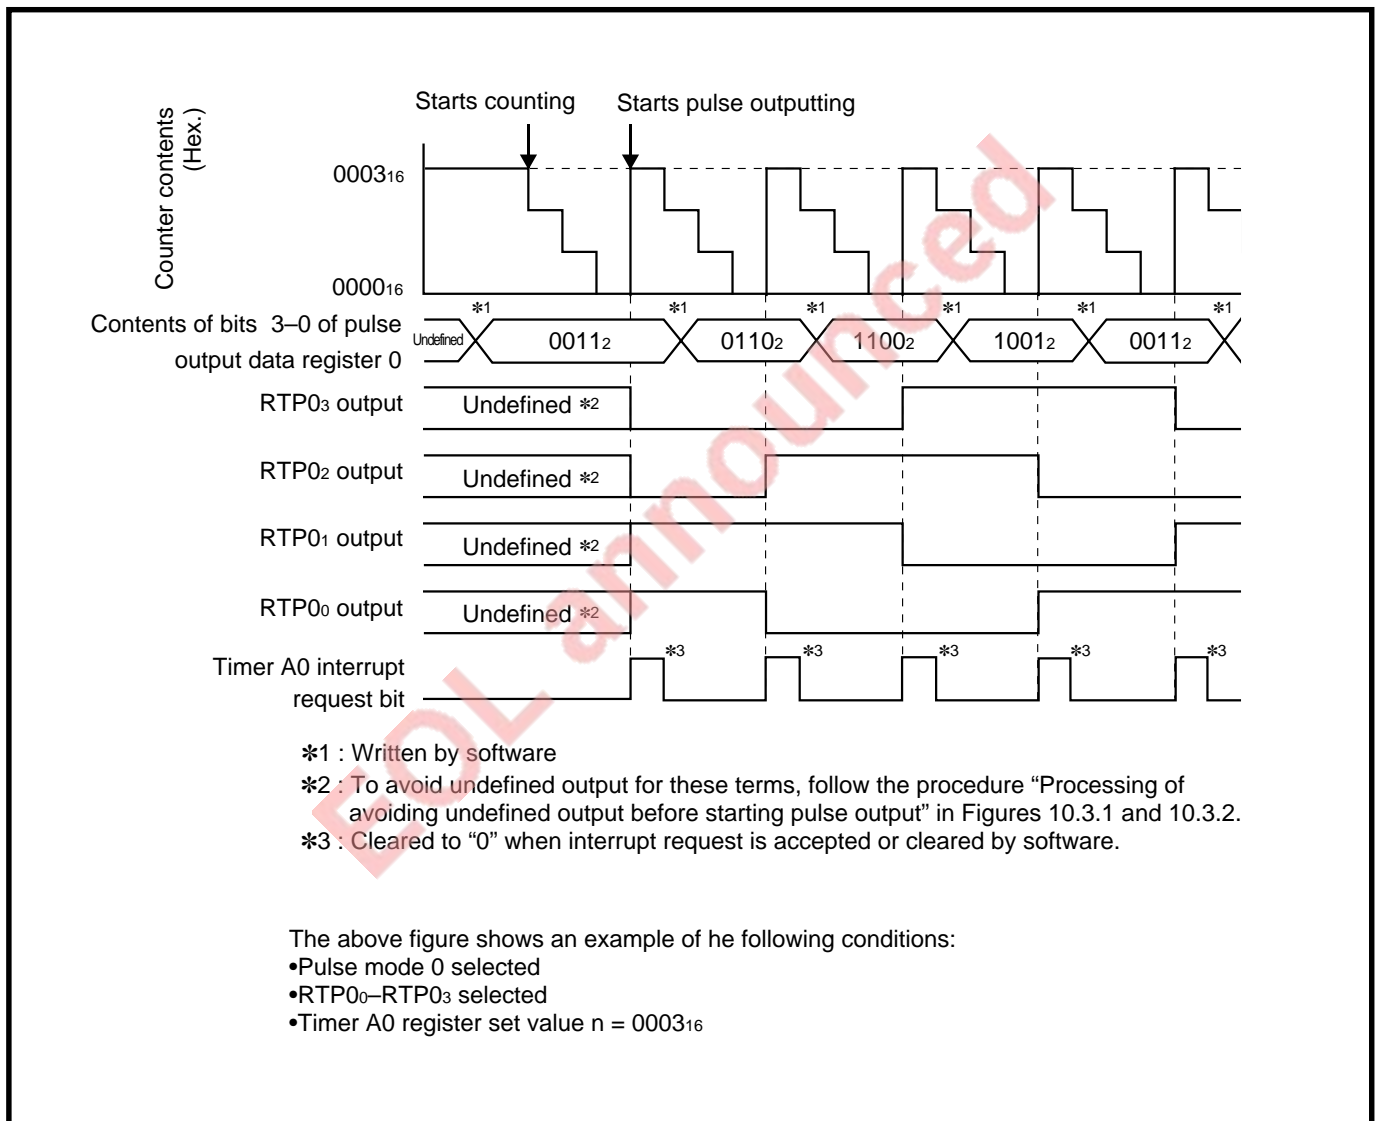 Starts counting
Starts pulse outputting
Counter contents
(Hex.)
000316
000016
*1 *1 *1 *1 *1 *1
Contents of bits 3–0 of pulse
output data register 0
Undefined 00112 01102 11002 10012 00112
RTP03 output
Undefined *2
RTP02 output
Undefined *2
RTP01 output
Undefined *2
RTP00 output
Undefined *2
Timer A0 interrupt
request bit
*3 *3 *3 *3 *3
*1 : Written by software
*2 : To avoid undefined output for these terms, follow the procedure “Processing of
avoiding undefined output before starting pulse output” in Figures 10.3.1 and 10.3.2.
*3 : Cleared to “0” when interrupt request is accepted or cleared by software.
The above figure shows an example of he following conditions:
•Pulse mode 0 selected
•RTP00–RTP03 selected
•Timer A0 register set value n = 000316
EOL announced